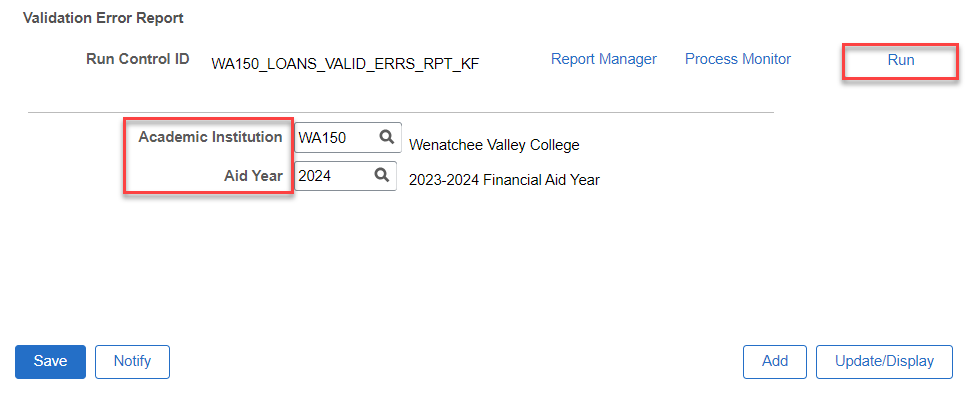 Validation Error Report
Run Control ID WA150_LOANS_VALID_ERRS_RPT_KF Report Manager Process Monitor Run
Academic Institution WA150 Wenatchee Valley College
Aid Year 2024 2023-2024 Financial Aid Year
Save Notify Add Update/Display